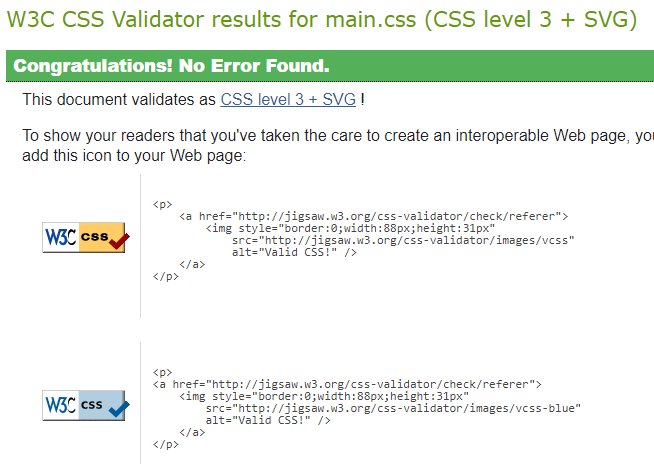 W3C CSS Validator results for main.css (CSS level 3 + SVG)
Congratulations! No Error Found.
This document validates as CSS level 3 + SVG !
To show your readers that you've taken the care to create an interoperable Web page, you
add this icon to your Web page:
W3C css
<p>
<a href="http://jigsaw.w3.org/css-validator/check/referer">
<img style="border:0;width:88px;height:31px"
src="http://jigsaw.w3.org/css-validator/images/vcss"
alt="Valid CSS!" />
</a>
</p>
W3C css
<p>
<a href="http://jigsaw.w3.org/css-validator/check/referer">
<img style="border:0;width:88px;height:31px"
src="http://jigsaw.w3.org/css-validator/images/vcss-blue"
alt="Valid CSS!" />
</a>
</p>